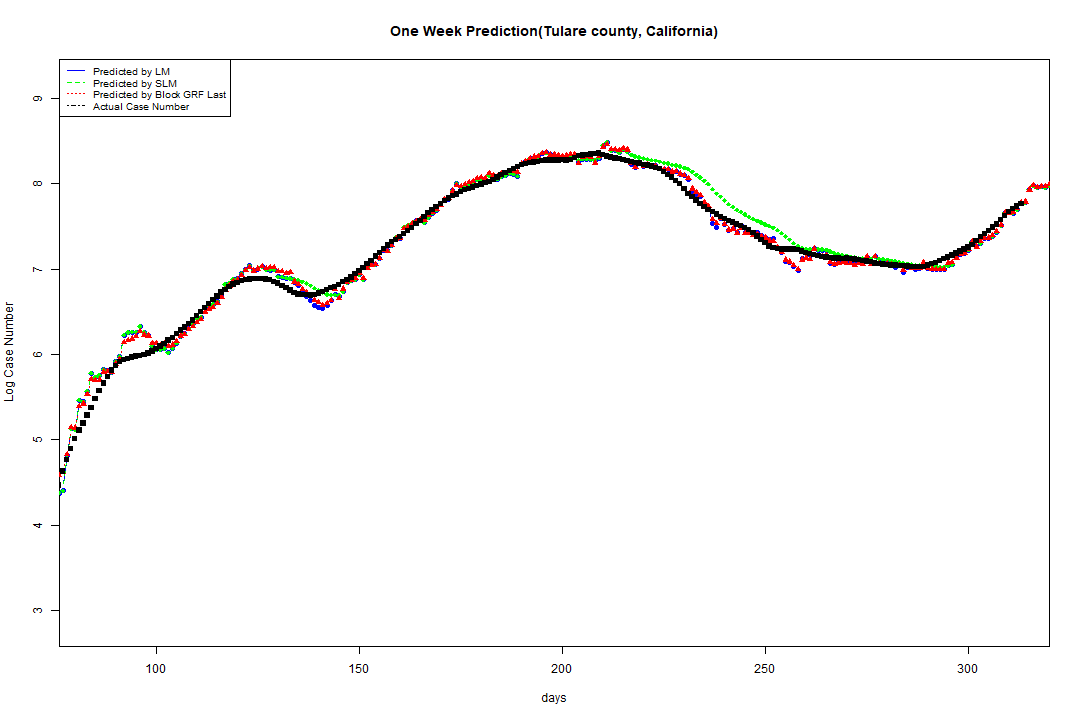 One Week Prediction(Tulare county, California)
Predicted by LM
Predicted by SLM
Predicted by Block GRF Last
Actual Case Number
9
8
7
6
5
4
3
Log Case Number
100 150 200 250 300
days